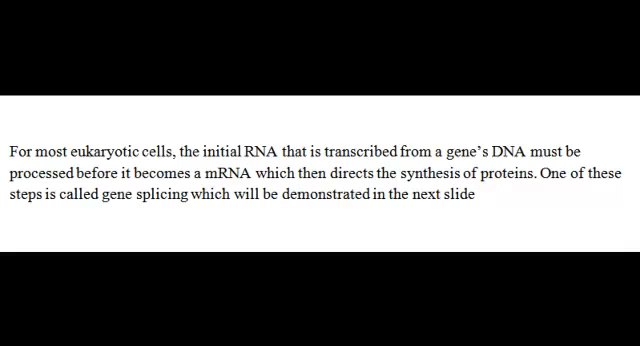 For most eukaryotic cells, the initial RNA that is transcribed from a gene’s DNA must be
processed before it becomes a mRNA which then directs the synthesis of proteins. One of these
steps is called gene splicing which will be demonstrated in the next slide